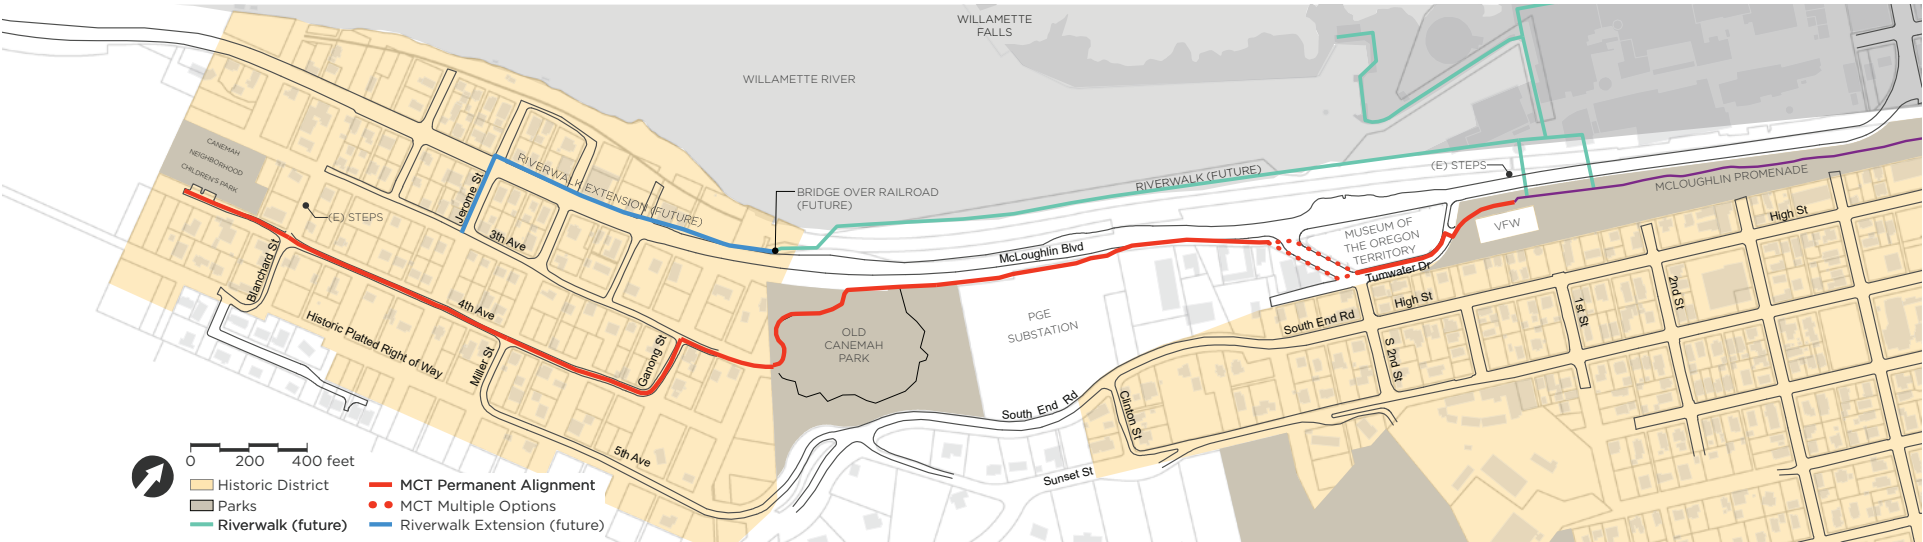 WILLAMETTE
FALLS
WILLAMETTE RIVER
CANEMAH
NEIGHBORHOOD
CHILDREN'S PARK
(E) STEPS
Jerome St
RIVERWALK EXTENSION (FUTURE)
3th Ave
BRIDGE OVER RAILROAD
(FUTURE)
RIVERWALK (FUTURE)
(E) STEPS
MCLOUGHLIN PROMENADE
High St
VFW
MUSEUM OF
THE OREGON
TERRITORY
Tumwater Dr
McLoughlin Blvd
Blanchard St
4th Ave
Historic Platted Right of Way
Miller St
Ganong St
OLD
CANEMAH
PARK
PGE
SUBSTATION
South End Rd
High St
1st St
2nd St
S 2nd St
South End Rd
Clinton St
Sunset St
5th Ave
0 200 400 feet
Historic District
Parks
Riverwalk (future)
MCT Permanent Alignment
MCT Multiple Options
Riverwalk Extension (future)